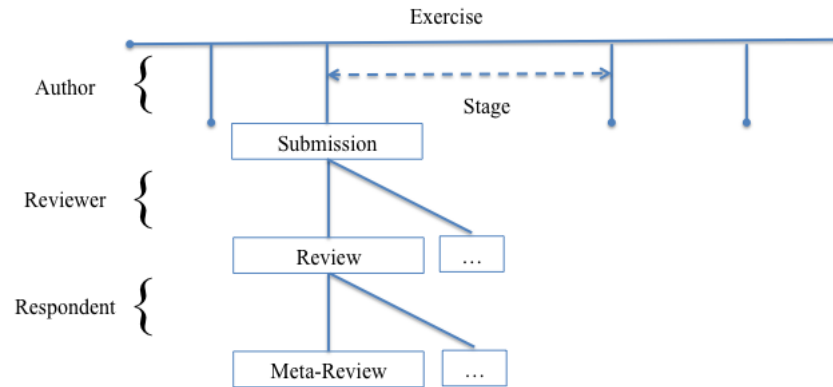 Exercise
Author
Stage
Submission
Reviewer
Review
...
Respondent
Meta-Review
...